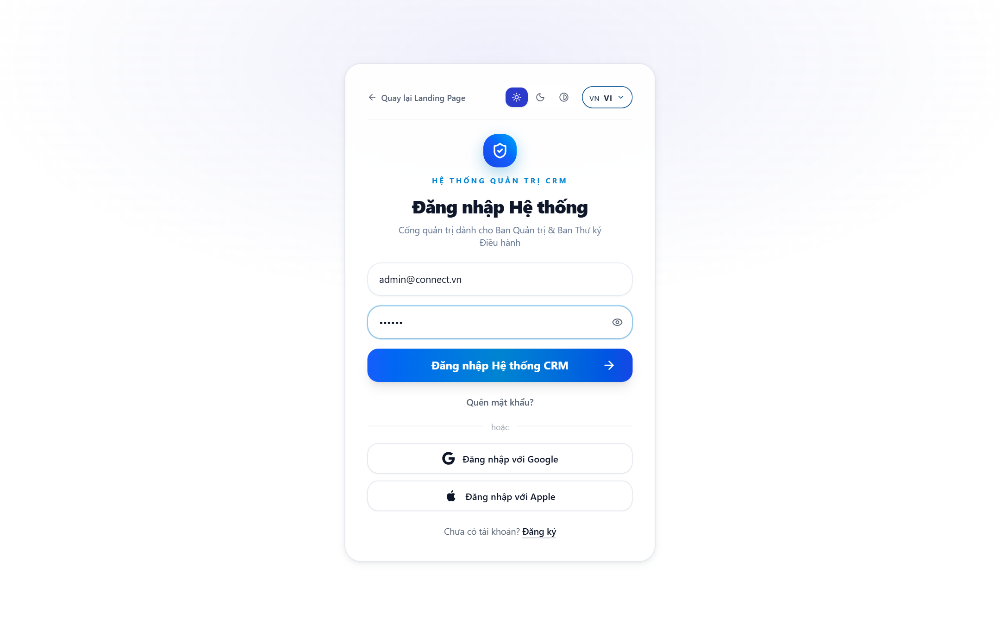 Quay lại Landing Page
VN VI
HỆ THỐNG QUẢN TRỊ CRM
Đăng nhập Hệ thống
Cổng quản trị dành cho Ban Quản trị & Ban Thư ký
Điều hành
admin@connect.vn
••••••
Đăng nhập Hệ thống CRM
Quên mật khẩu?
hoặc
Đăng nhập với Google
Đăng nhập với Apple
Chưa có tài khoản? Đăng ký